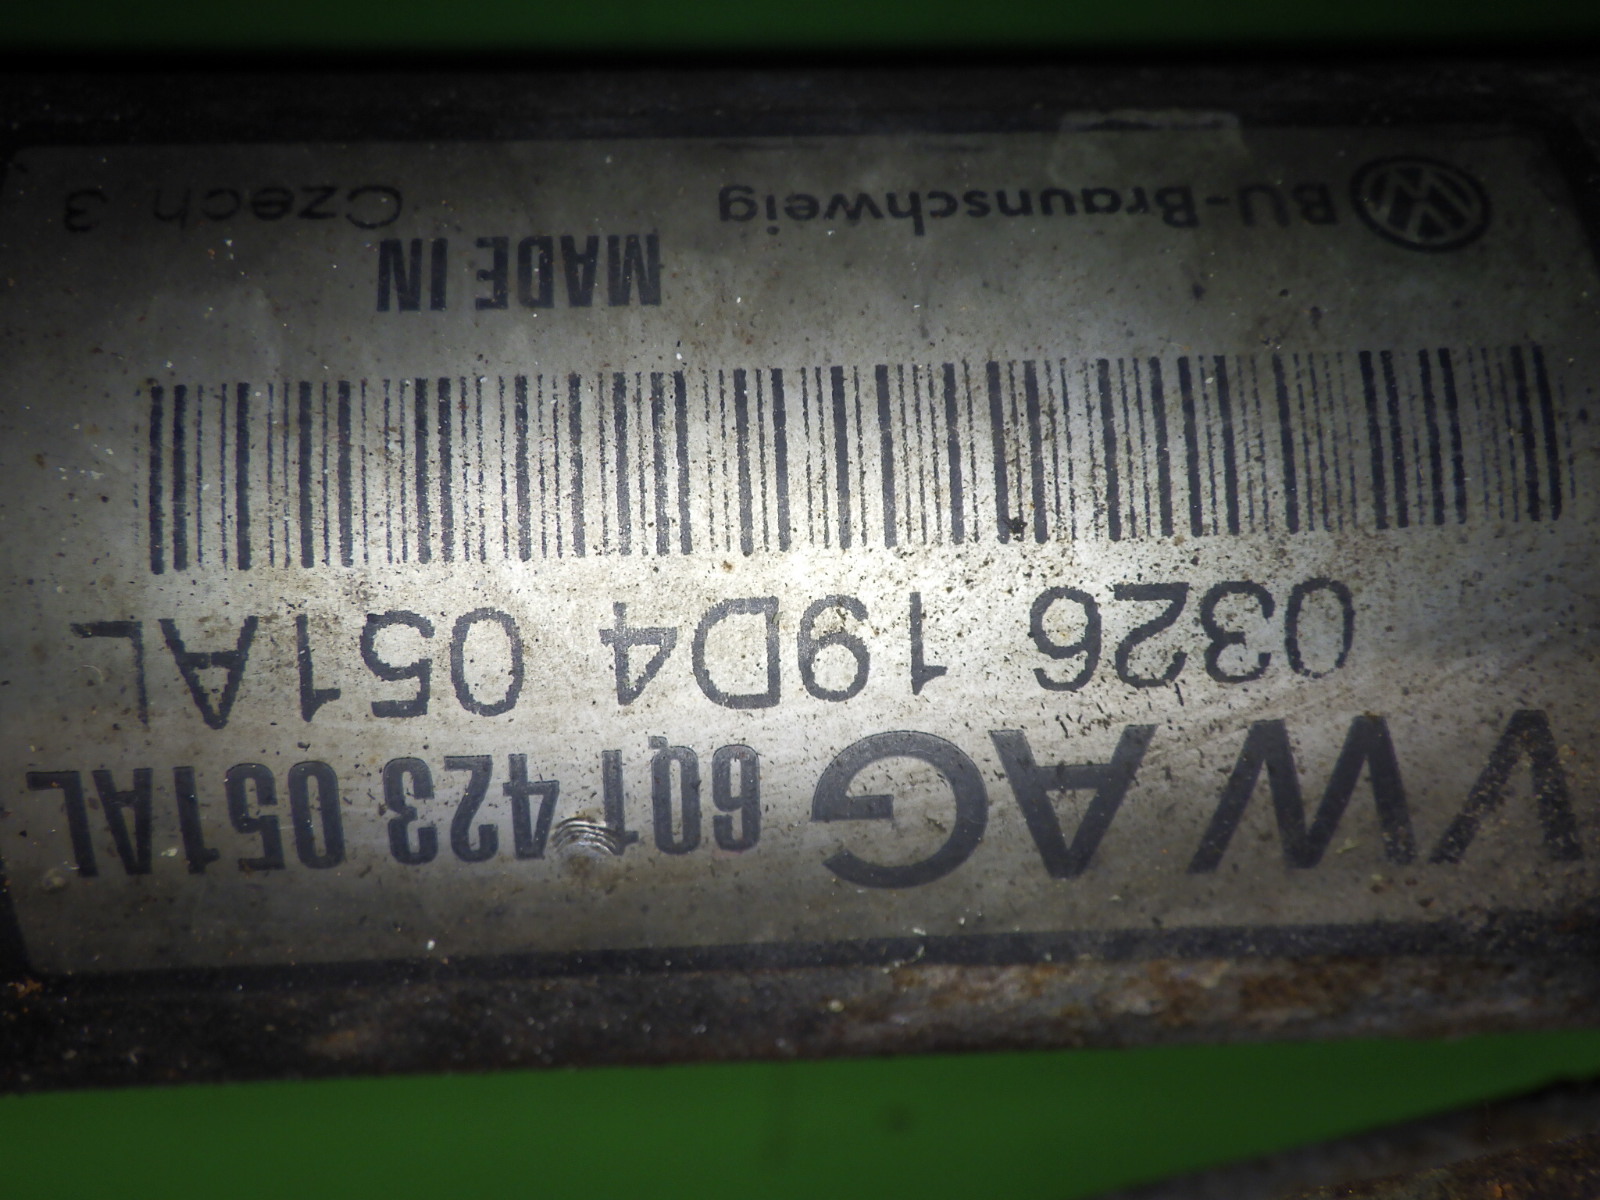 VWAG 6Q1 423 051AL
0326 19D4 051AL
MADE IN
BU-Braunschweig Czech 3